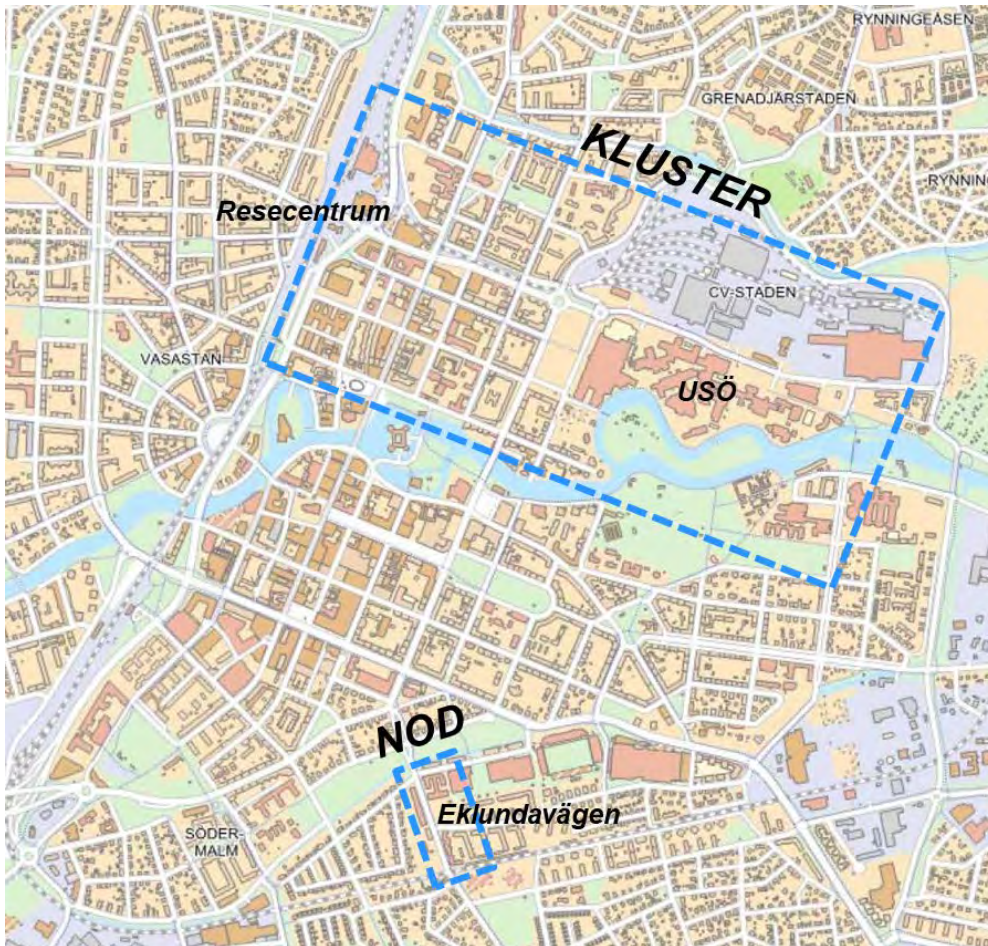 RYNNINGEÅSEN
GRENADJÄRSTADEN
KLUSTER
RYNNING
Resecentrum
CV-STADEN
VASASTAN
USÖ
NOD
Eklundavägen
SÖDER-
MALM